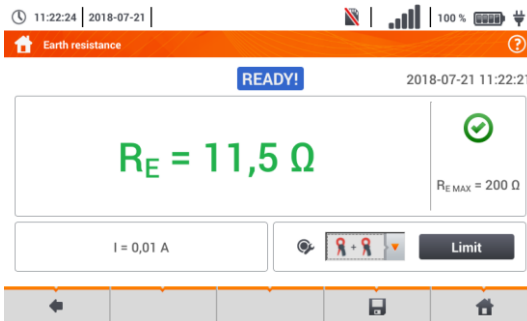 11:22:24 2018-07-21 100 %
Earth resistance ?
READY! 2018-07-21 11:22:21
RE = 11,5 Ω
RE MAX = 200 Ω
I = 0,01 A + Limit